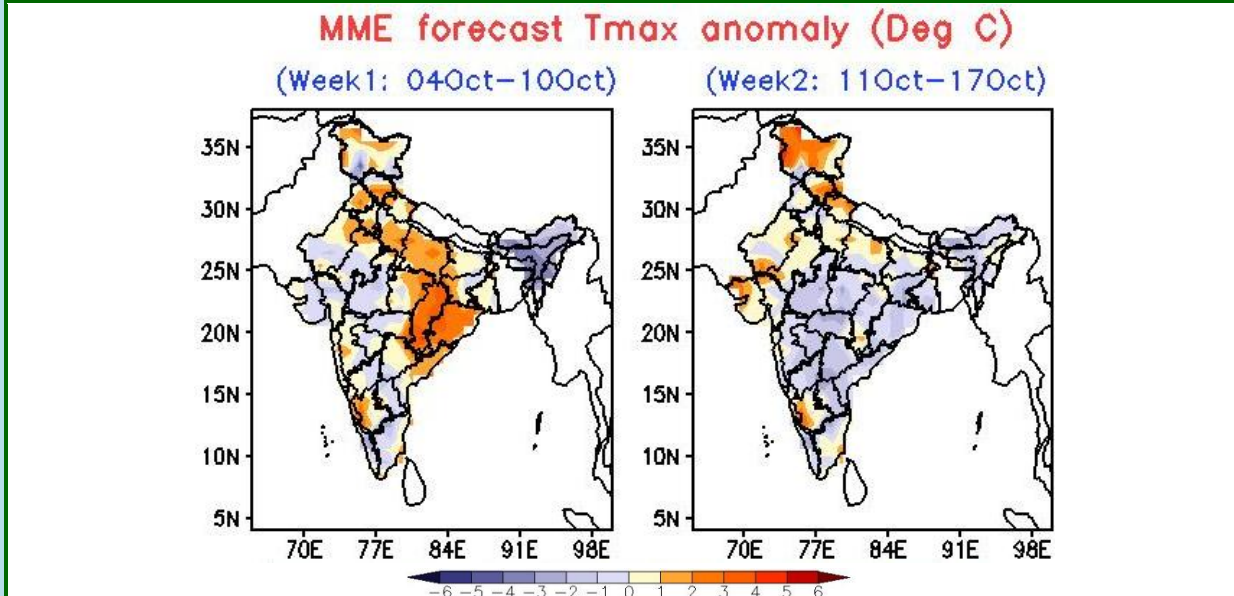 MME forecast Tmax anomaly (Deg C)
(Week1: 04Oct-10Oct) (Week2: 11Oct-17Oct)
35N 35N
30N 30N
25N 25N
20N 20N
15N 15N
10N 10N
5N 5N
70E 77E 84E 91E 98E 70E 77E 84E 91E 98E
-6 -5 -4 -3 -2 -1 0 1 2 3 4 5 6